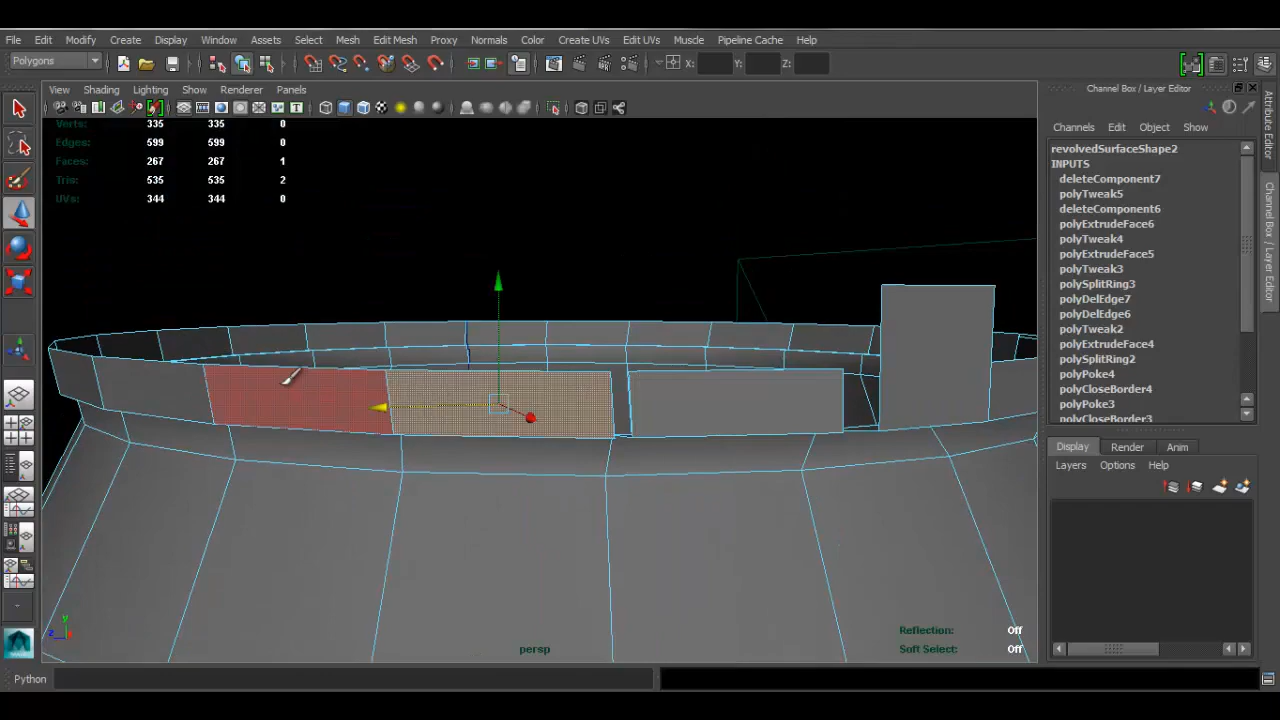 File Edit Modify Create Display Window Assets Select Mesh Edit Mesh Proxy Normals Color Create UVs Edit UVs Muscle Pipeline Cache Help
Polygons X: Y: Z:
View Shading Lighting Show Renderer Panels
Channel Box / Layer Editor
Channels Edit Object Show
Verts: 335 335 0
Edges: 599 599 0
Faces: 267 267 1
Tris: 535 535 2
UVs: 344 344 0
revolvedSurfaceShape2
INPUTS
deleteComponent7
polyTweak5
deleteComponent6
polyExtrudeFace6
polyTweak4
polyExtrudeFace5
polyTweak3
polySplitRing3
polyDelEdge7
polyDelEdge6
polyTweak2
polyExtrudeFace4
polySplitRing2
polyPoke4
polyCloseBorder4
polyPoke3
polyCloseBorder3
Attribute Editor
Channel Box / Layer Editor
Display Render Anim
Layers Options Help
y
z
Reflection: Off
Soft Select: Off
persp
Python